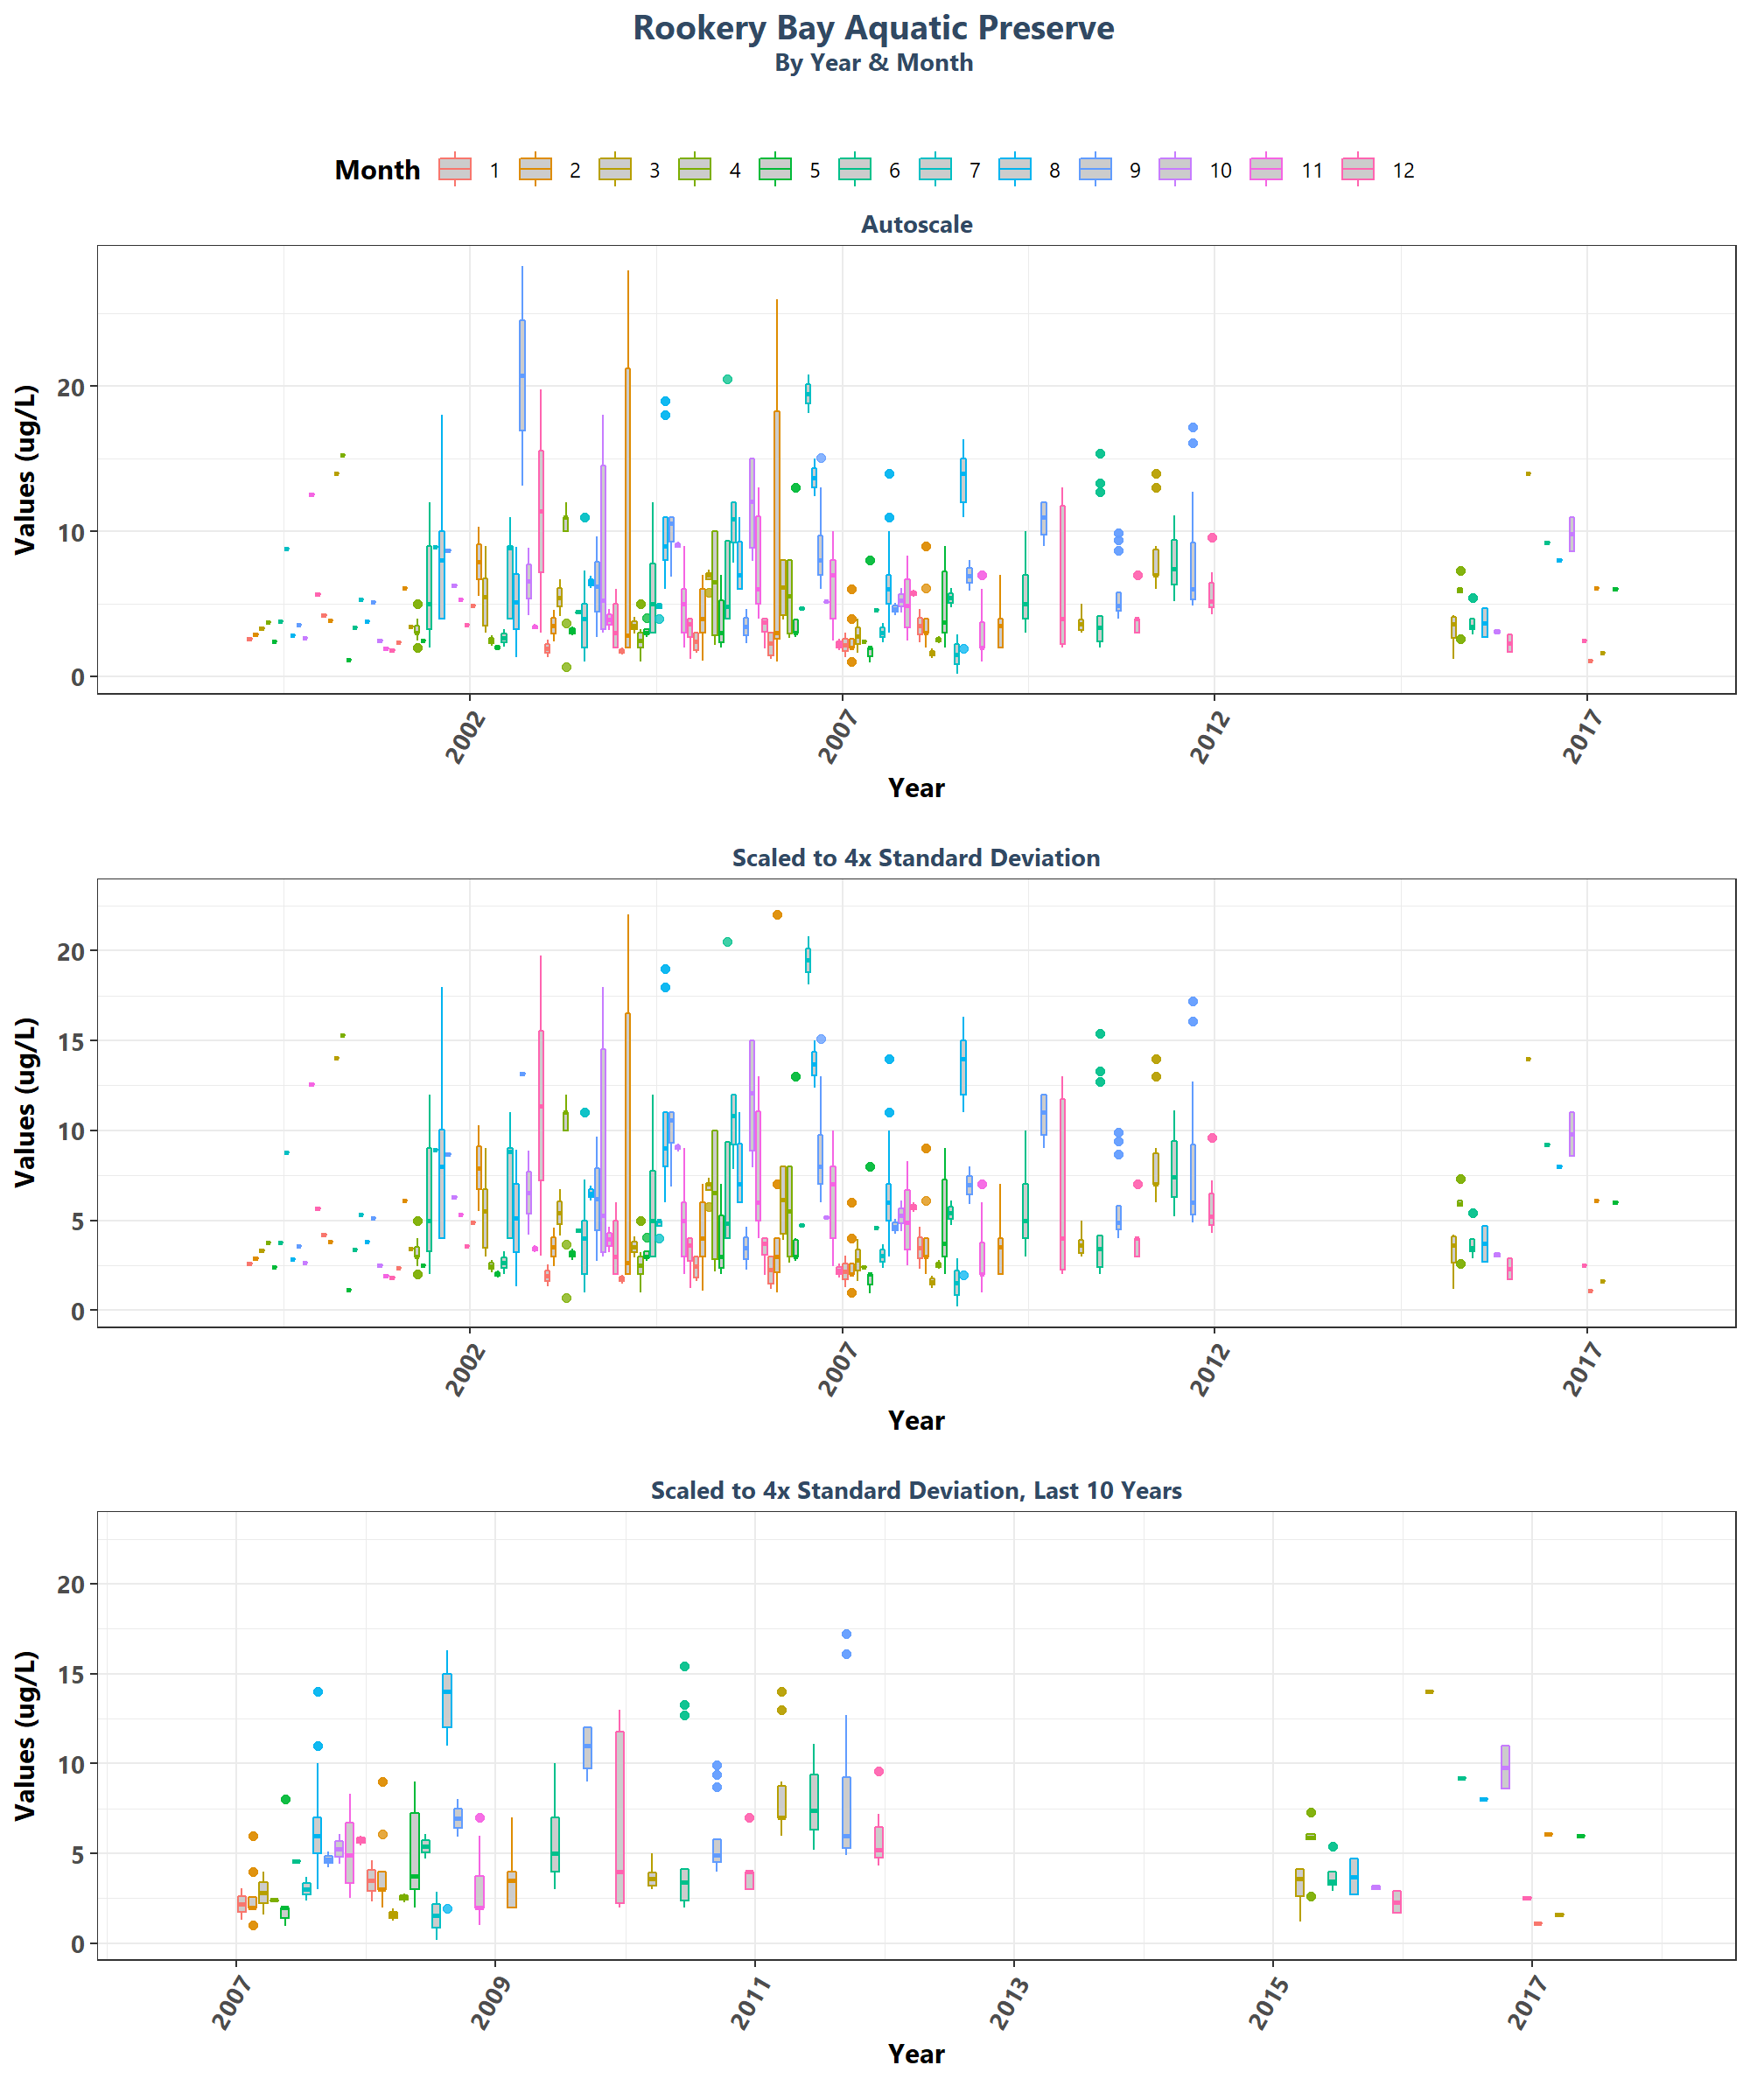 Rookery Bay Aquatic Preserve
By Year & Month
Month 1 2 3 4 5 6 7 8 9 10 11 12
Autoscale
Values (ug/L)
20
10
0
2002 2007 2012 2017
Year
Scaled to 4x Standard Deviation
Values (ug/L)
20
15
10
5
0
2002 2007 2012 2017
Year
Scaled to 4x Standard Deviation, Last 10 Years
Values (ug/L)
20
15
10
5
0
2007 2009 2011 2013 2015 2017
Year